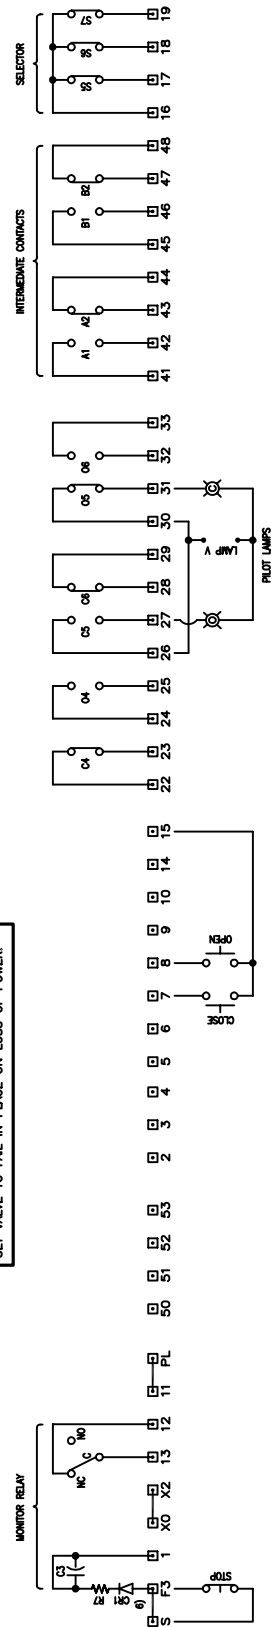 SET VALVE TO FAIL IN PLACE ON LOSS OF POWER.
MONITOR RELAY
INTERMEDIATE CONTACTS
SELECTOR
C3
R7
CR1
6)
NC
C
NO
C4
O4
C5
C6
O5
O6
A1
A2
B1
B2
S5
S6
S7
S
F3
1
X0
X2
13
12
11
PL
50
51
52
53
2
3
4
5
6
7
8
9
10
14
15
22
23
24
25
26
27
28
29
30
31
32
33
41
42
43
44
45
46
47
48
16
17
18
19
STOP
CLOSE
OPEN
O
LAMP V
C
PILOT LAMPS